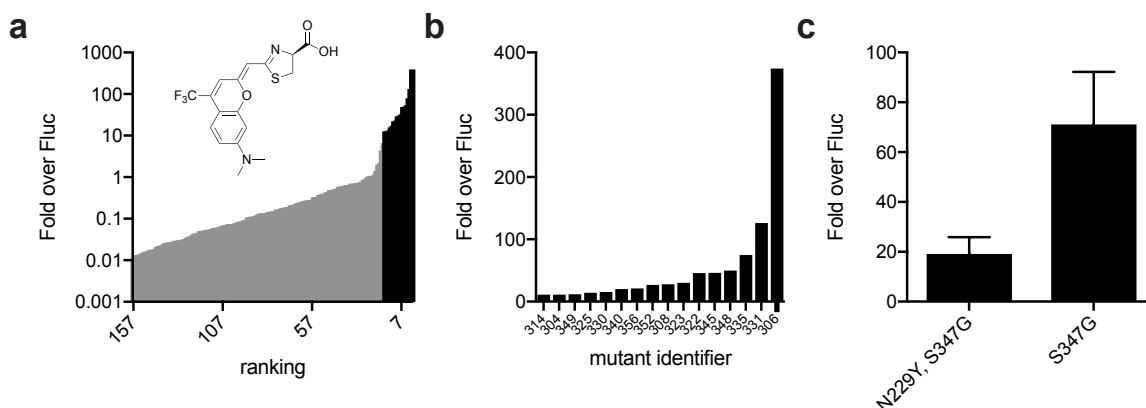 a
1000
100
10
1
0.1
0.01
0.001
Fold over Fluc
157
107
57
7
ranking
O
OH
N
S
O
F3C
N
b
400
300
200
100
0
Fold over Fluc
314
304
349
325
330
340
356
352
308
323
322
345
348
335
331
306
mutant identifier
c
100
80
60
40
20
0
Fold over Fluc
N229Y, S347G
S347G